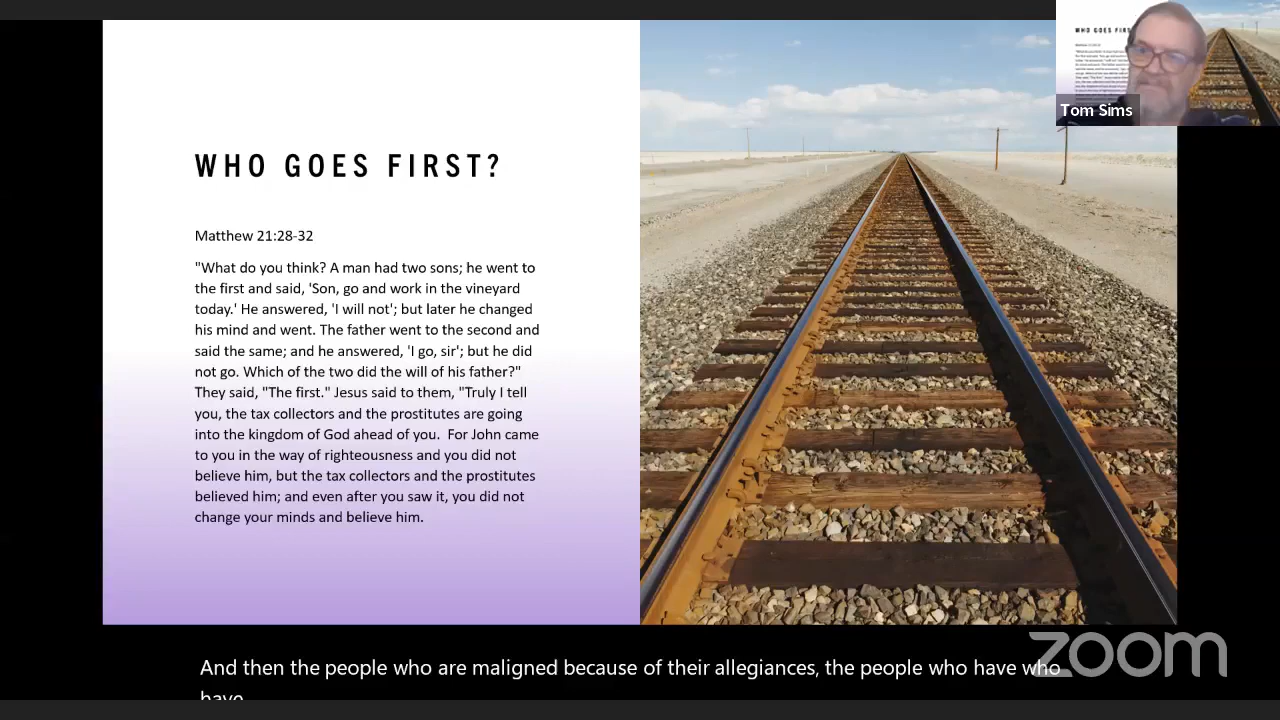 WHO GOES FIRST?
Matthew 21:28-32
"What do you think? A man had two sons; he went to
the first and said, 'Son, go and work in the vineyard
today.' He answered, 'I will not'; but later he changed
his mind and went. The father went to the second and
said the same; and he answered, 'I go, sir'; but he did
not go. Which of the two did the will of his father?"
They said, "The first." Jesus said to them, "Truly I tell
you, the tax collectors and the prostitutes are going
into the kingdom of God ahead of you.  For John came
to you in the way of righteousness and you did not
believe him, but the tax collectors and the prostitutes
believed him; and even after you saw it, you did not
change your minds and believe him.
WHO GOES FIRS
Tom Sims
And then the people who are maligned because of their allegiances, the people who have who
have
zoom